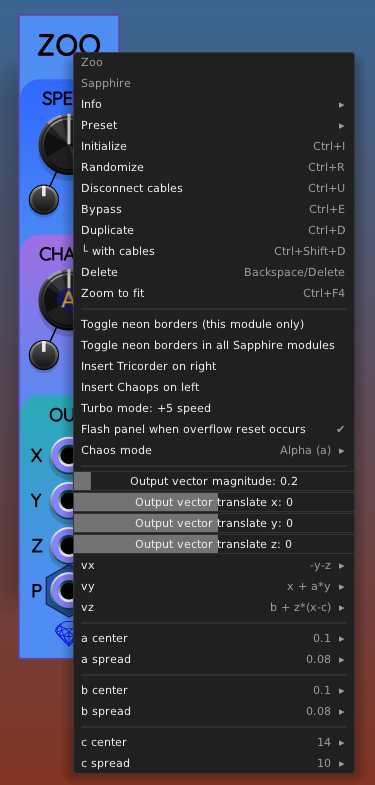 ZOO
Zoo
Sapphire
Info ▸
Preset ▸
Initialize Ctrl+I
Randomize Ctrl+R
Disconnect cables Ctrl+U
Bypass Ctrl+E
Duplicate Ctrl+D
└ with cables Ctrl+Shift+D
Delete Backspace/Delete
Zoom to fit Ctrl+F4
Toggle neon borders (this module only)
Toggle neon borders in all Sapphire modules
Insert Tricorder on right
Insert Chaops on left
Turbo mode: +5 speed
Flash panel when overflow reset occurs ✔
Chaos mode Alpha (a) ▸
Output vector magnitude: 0.2
Output vector translate x: 0
Output vector translate y: 0
Output vector translate z: 0
vx -y-z ▸
vy x + a*y ▸
vz b + z*(x-c) ▸
a center 0.1 ▸
a spread 0.08 ▸
b center 0.1 ▸
b spread 0.08 ▸
c center 14 ▸
c spread 10 ▸
SPE
CHA
A
OU
X
Y
Z
P